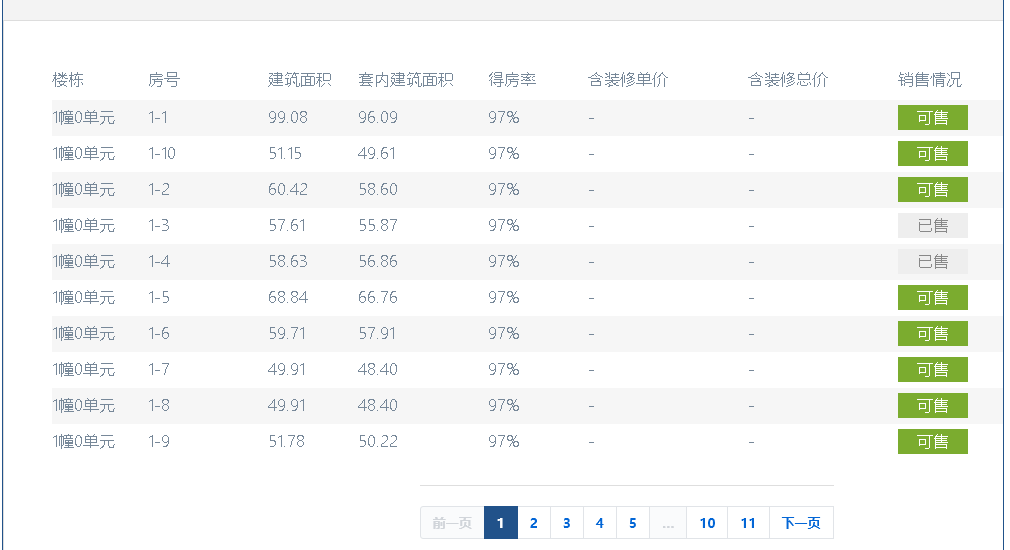 楼栋 房号 建筑面积 套内建筑面积 得房率 含装修单价 含装修总价 销售情况
1幢0单元 1-1 99.08 96.09 97% - - 可售
1幢0单元 1-10 51.15 49.61 97% - - 可售
1幢0单元 1-2 60.42 58.60 97% - - 可售
1幢0单元 1-3 57.61 55.87 97% - - 已售
1幢0单元 1-4 58.63 56.86 97% - - 已售
1幢0单元 1-5 68.84 66.76 97% - - 可售
1幢0单元 1-6 59.71 57.91 97% - - 可售
1幢0单元 1-7 49.91 48.40 97% - - 可售
1幢0单元 1-8 49.91 48.40 97% - - 可售
1幢0单元 1-9 51.78 50.22 97% - - 可售
前一页 1 2 3 4 5 ... 10 11 下一页